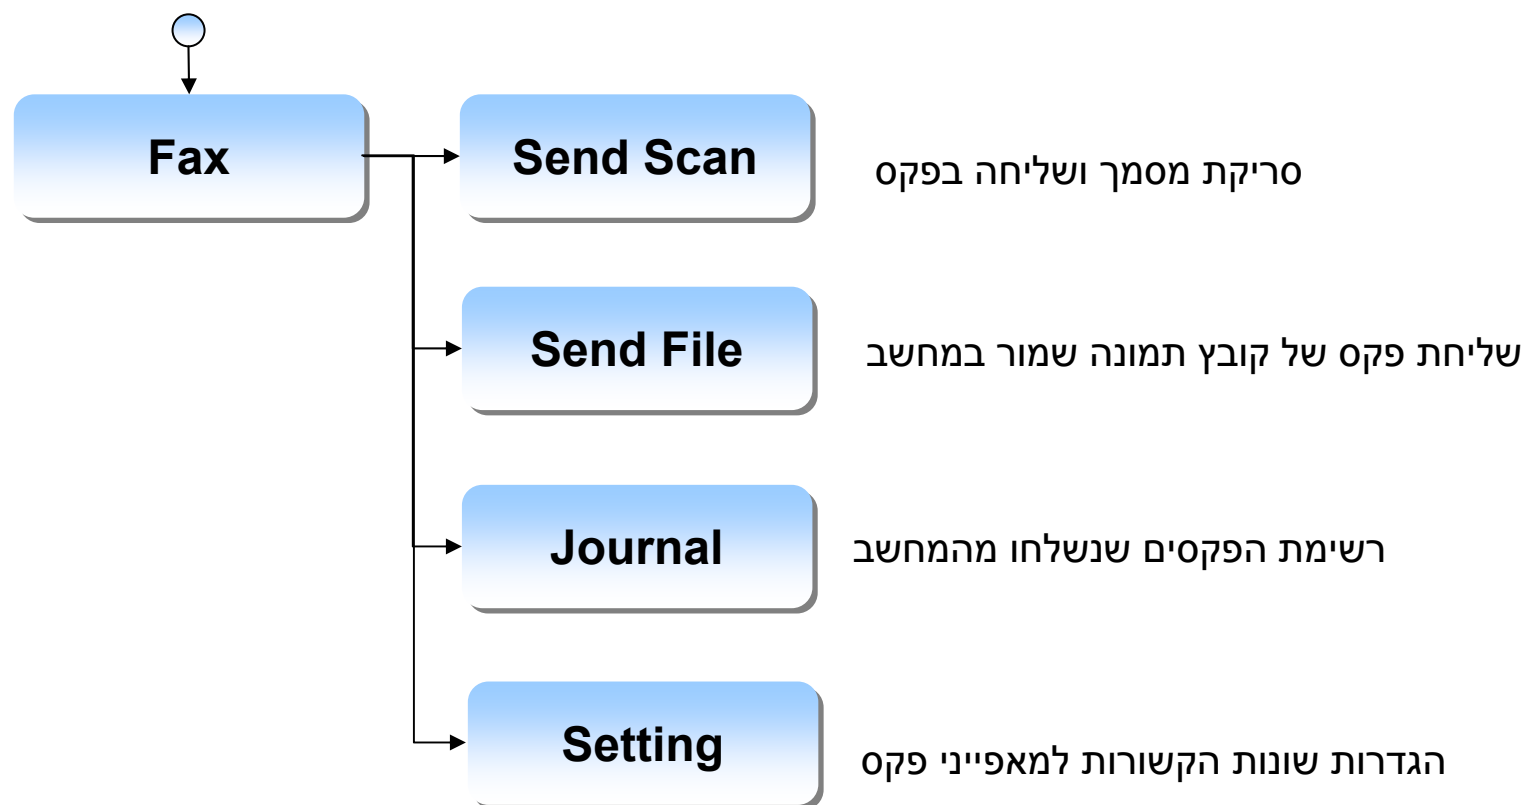 Fax
Send Scan
סריקת מסמך ושליחה בפקס
Send File
שליחת פקס של קובץ תמונה שמור במחשב
Journal
רשימת הפקסים שנשלחו מהמחשב
Setting
הגדרות שונות הקשורות למאפייני פקס